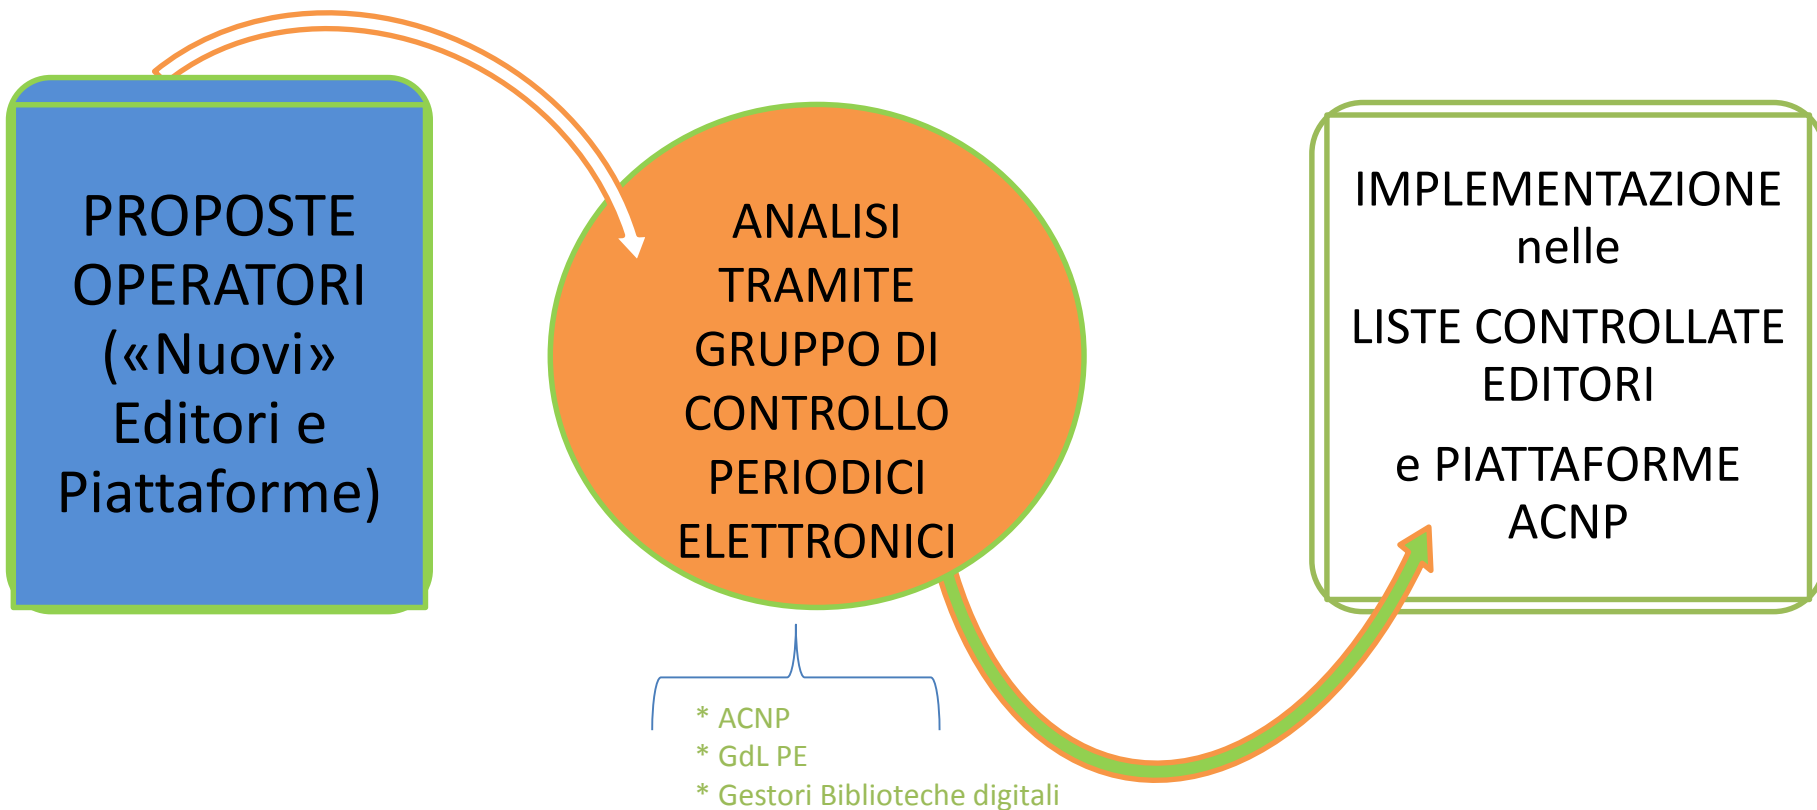 PROPOSTE
OPERATORI
(«Nuovi»
Editori e
Piattaforme)
ANALISI
TRAMITE
GRUPPO DI
CONTROLLO
PERIODICI
ELETTRONICI
* ACNP
* GdL PE
* Gestori Biblioteche digitali
IMPLEMENTAZIONE
nelle
LISTE CONTROLLATE
EDITORI
e PIATTAFORME
ACNP